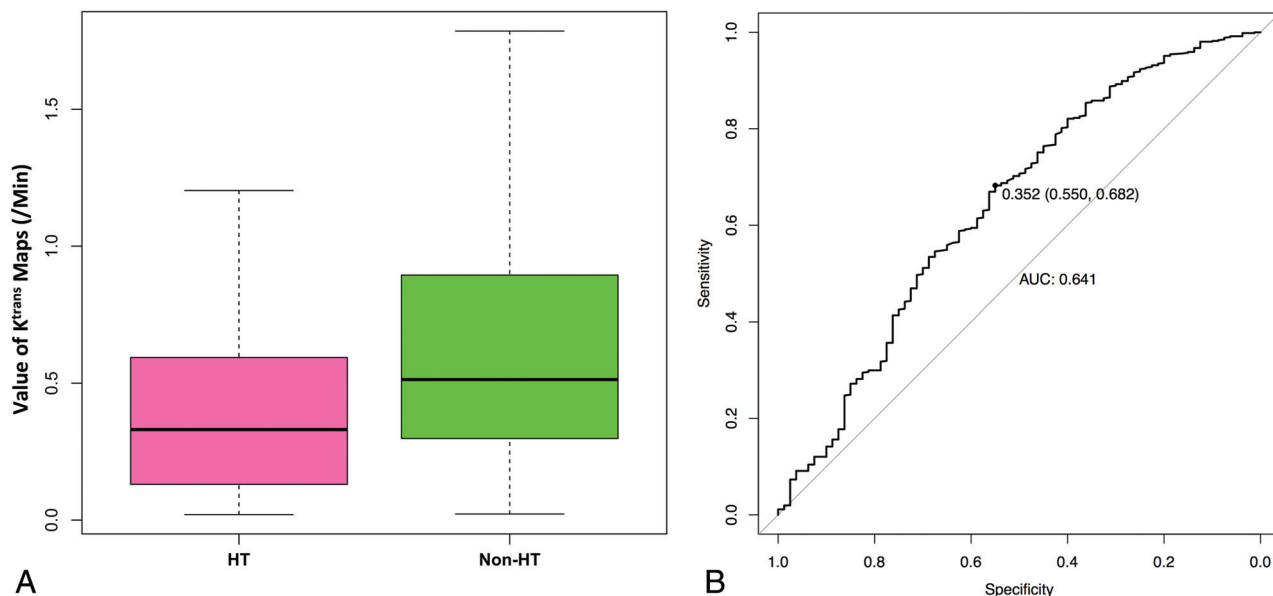 Value of Ktrans Maps (/Min)
1.5
1.0
0.5
0.0
HT
Non-HT
A
Sensitivity
1.0
0.8
0.6
0.4
0.2
0.0
0.352 (0.550, 0.682)
AUC: 0.641
1.0
0.8
0.6
0.4
0.2
0.0
Specificity
B